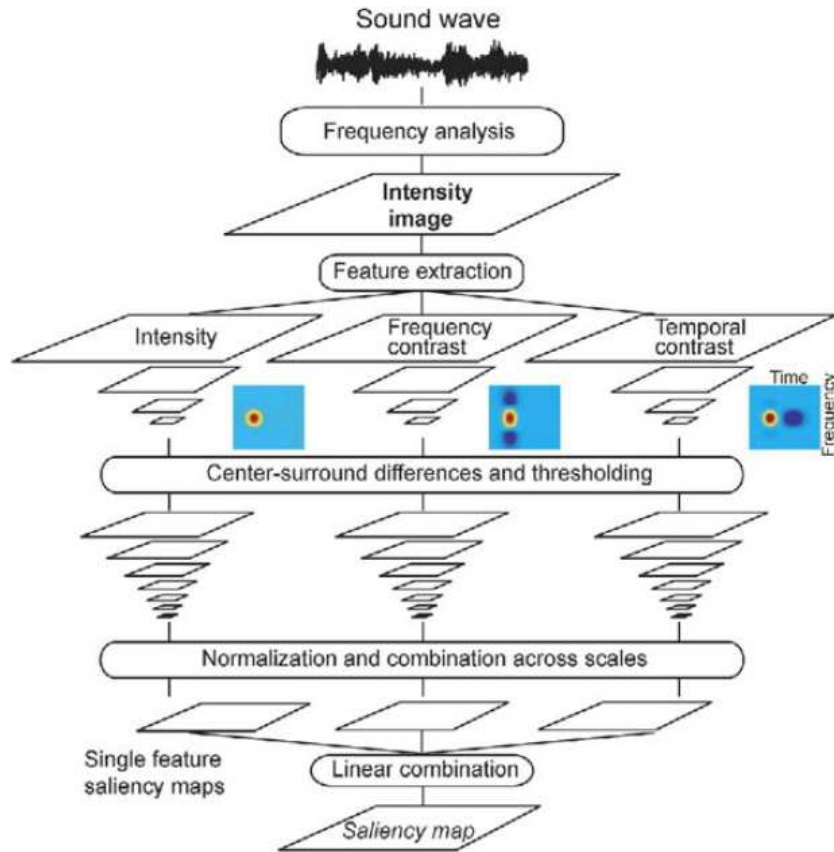 Sound wave
Frequency analysis
Intensity
image
Feature extraction
Intensity
Frequency
contrast
Temporal
contrast
Time
Frequency
Center-surround differences and thresholding
Normalization and combination across scales
Single feature
saliency maps
Linear combination
Saliency map